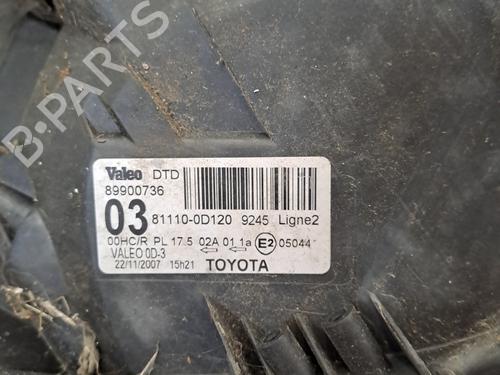 B-PARTS
Valeo DTD
89900736
03 81110-0D120 9245 Ligne2
00HC/R PL 17.5 02A 01.1a E2 05044
VALEO 0D-3
22/11/2007 15h21 TOYOTA